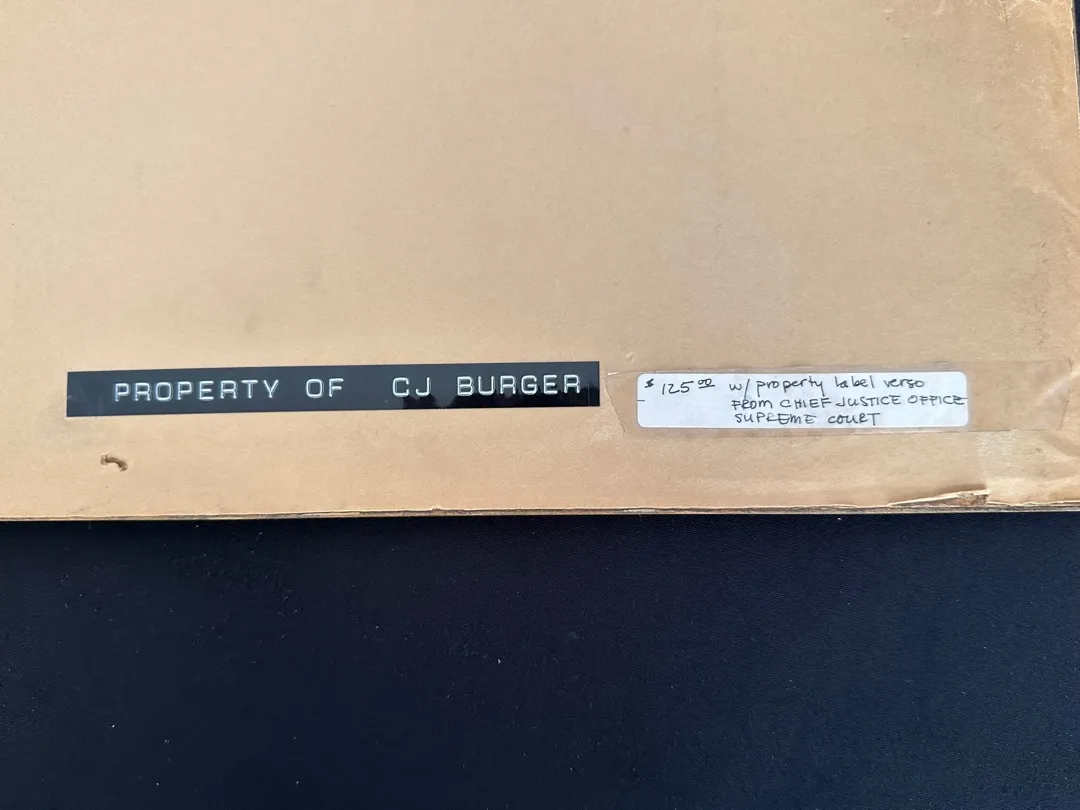 PROPERTY OF CJ BURGER
$125.00 w/property label verso
FROM CHIEF JUSTICE OFFICE
SUPREME COURT